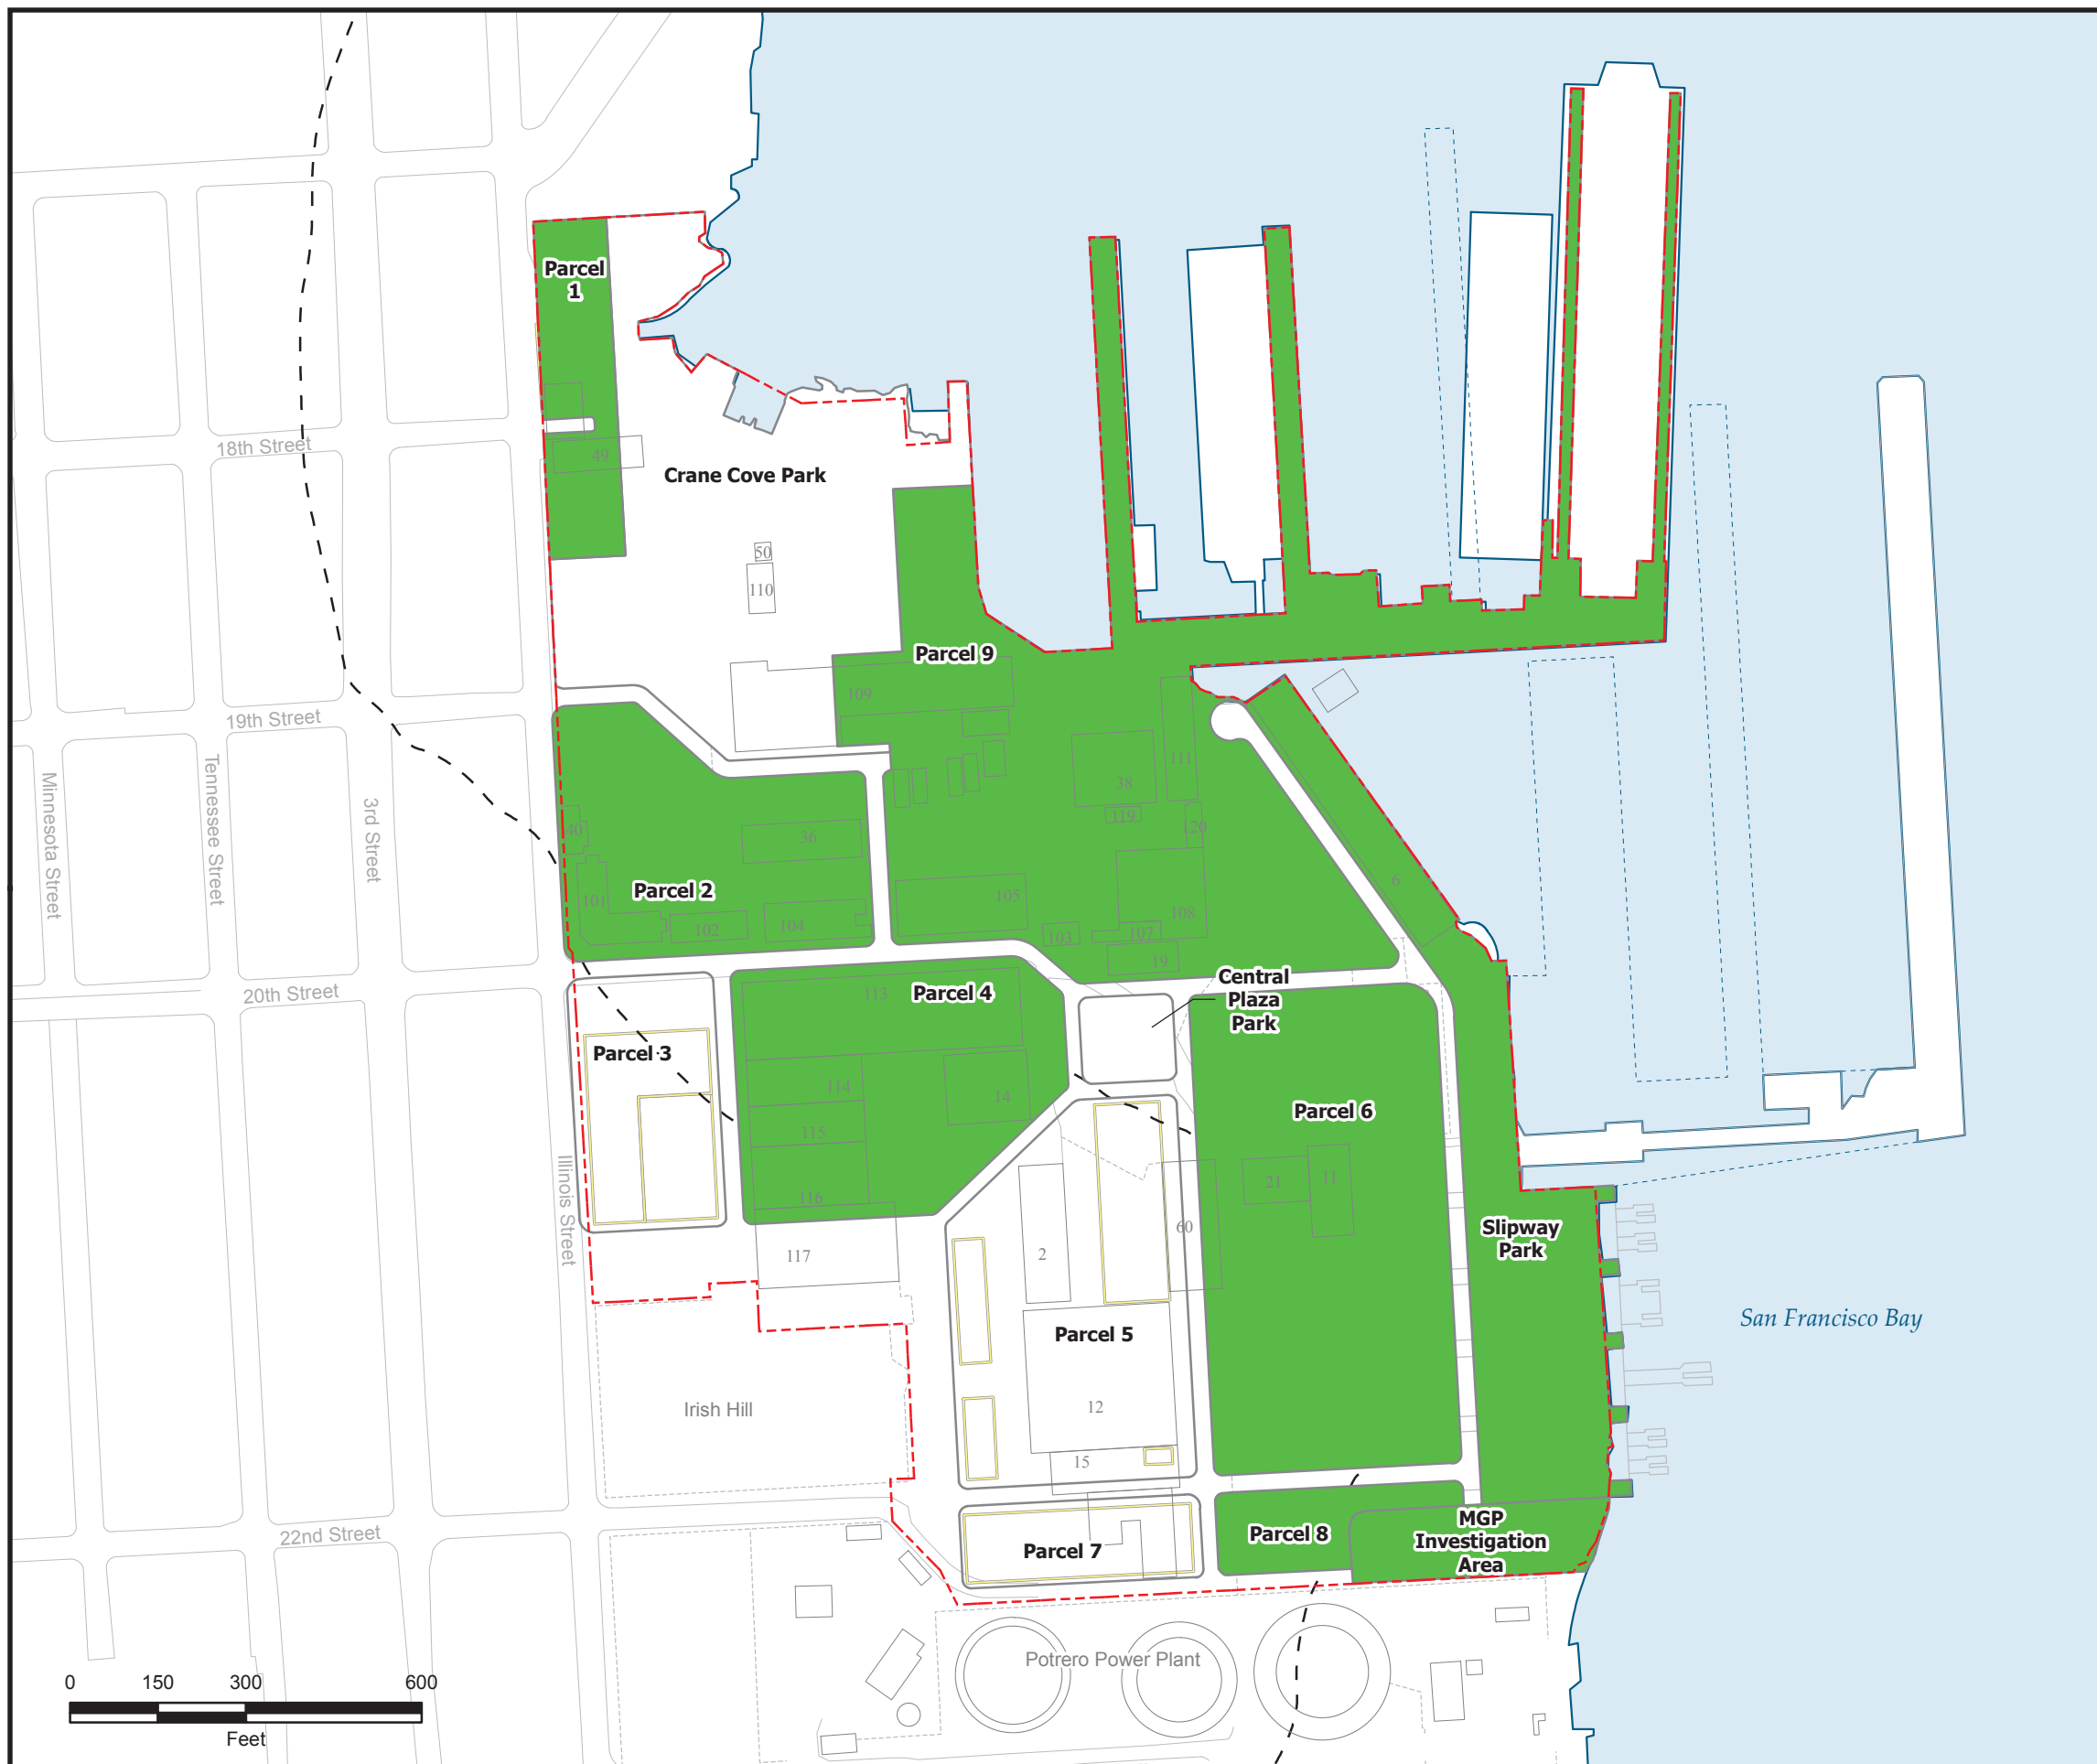 Parcel
1
18th Street
49
Crane Cove Park
50
110
Parcel 9
109
19th Street
Minnesota Street
Tennessee Street
3rd Street
111
38
119
120
40
36
6
Parcel 2
101
105
102
104
108
103
107
19
20th Street
113
Parcel 4
Central
Plaza
Park
Parcel 3
114
14
115
116
Parcel 6
21
11
Illinois Street
117
2
60
Slipway
Park
San Francisco Bay
Parcel 5
Irish Hill
12
15
22nd Street
Parcel 7
Parcel 8
MGP
Investigation
Area
Potrero Power Plant
0 150 300 600
Feet